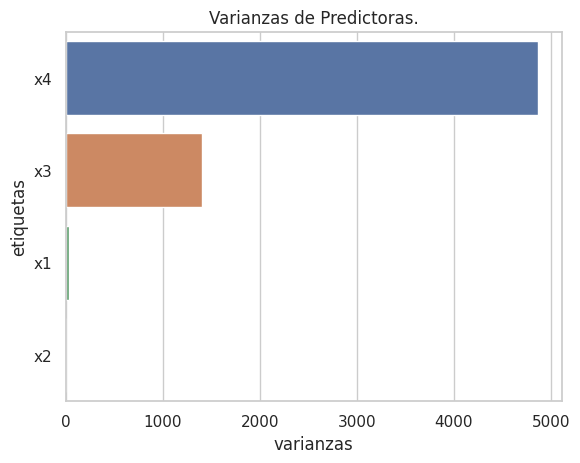 Varianzas de Predictoras.
etiquetas
x4
x3
x1
x2
0 1000 2000 3000 4000 5000
varianzas